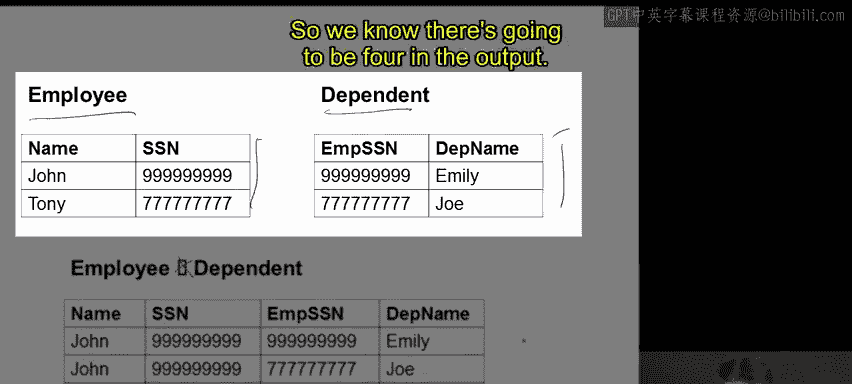 GPT中英字幕课程资源@bilibili.com
So we know there's going
to be four in the output.
Employee Dependent
Name SSN EmpSSN DepName
John 999999999 999999999 Emily
Tony 777777777 777777777 Joe
Employee Dependent
Name SSN EmpSSN DepName
John 999999999 999999999 Emily
John 999999999 777777777 Joe